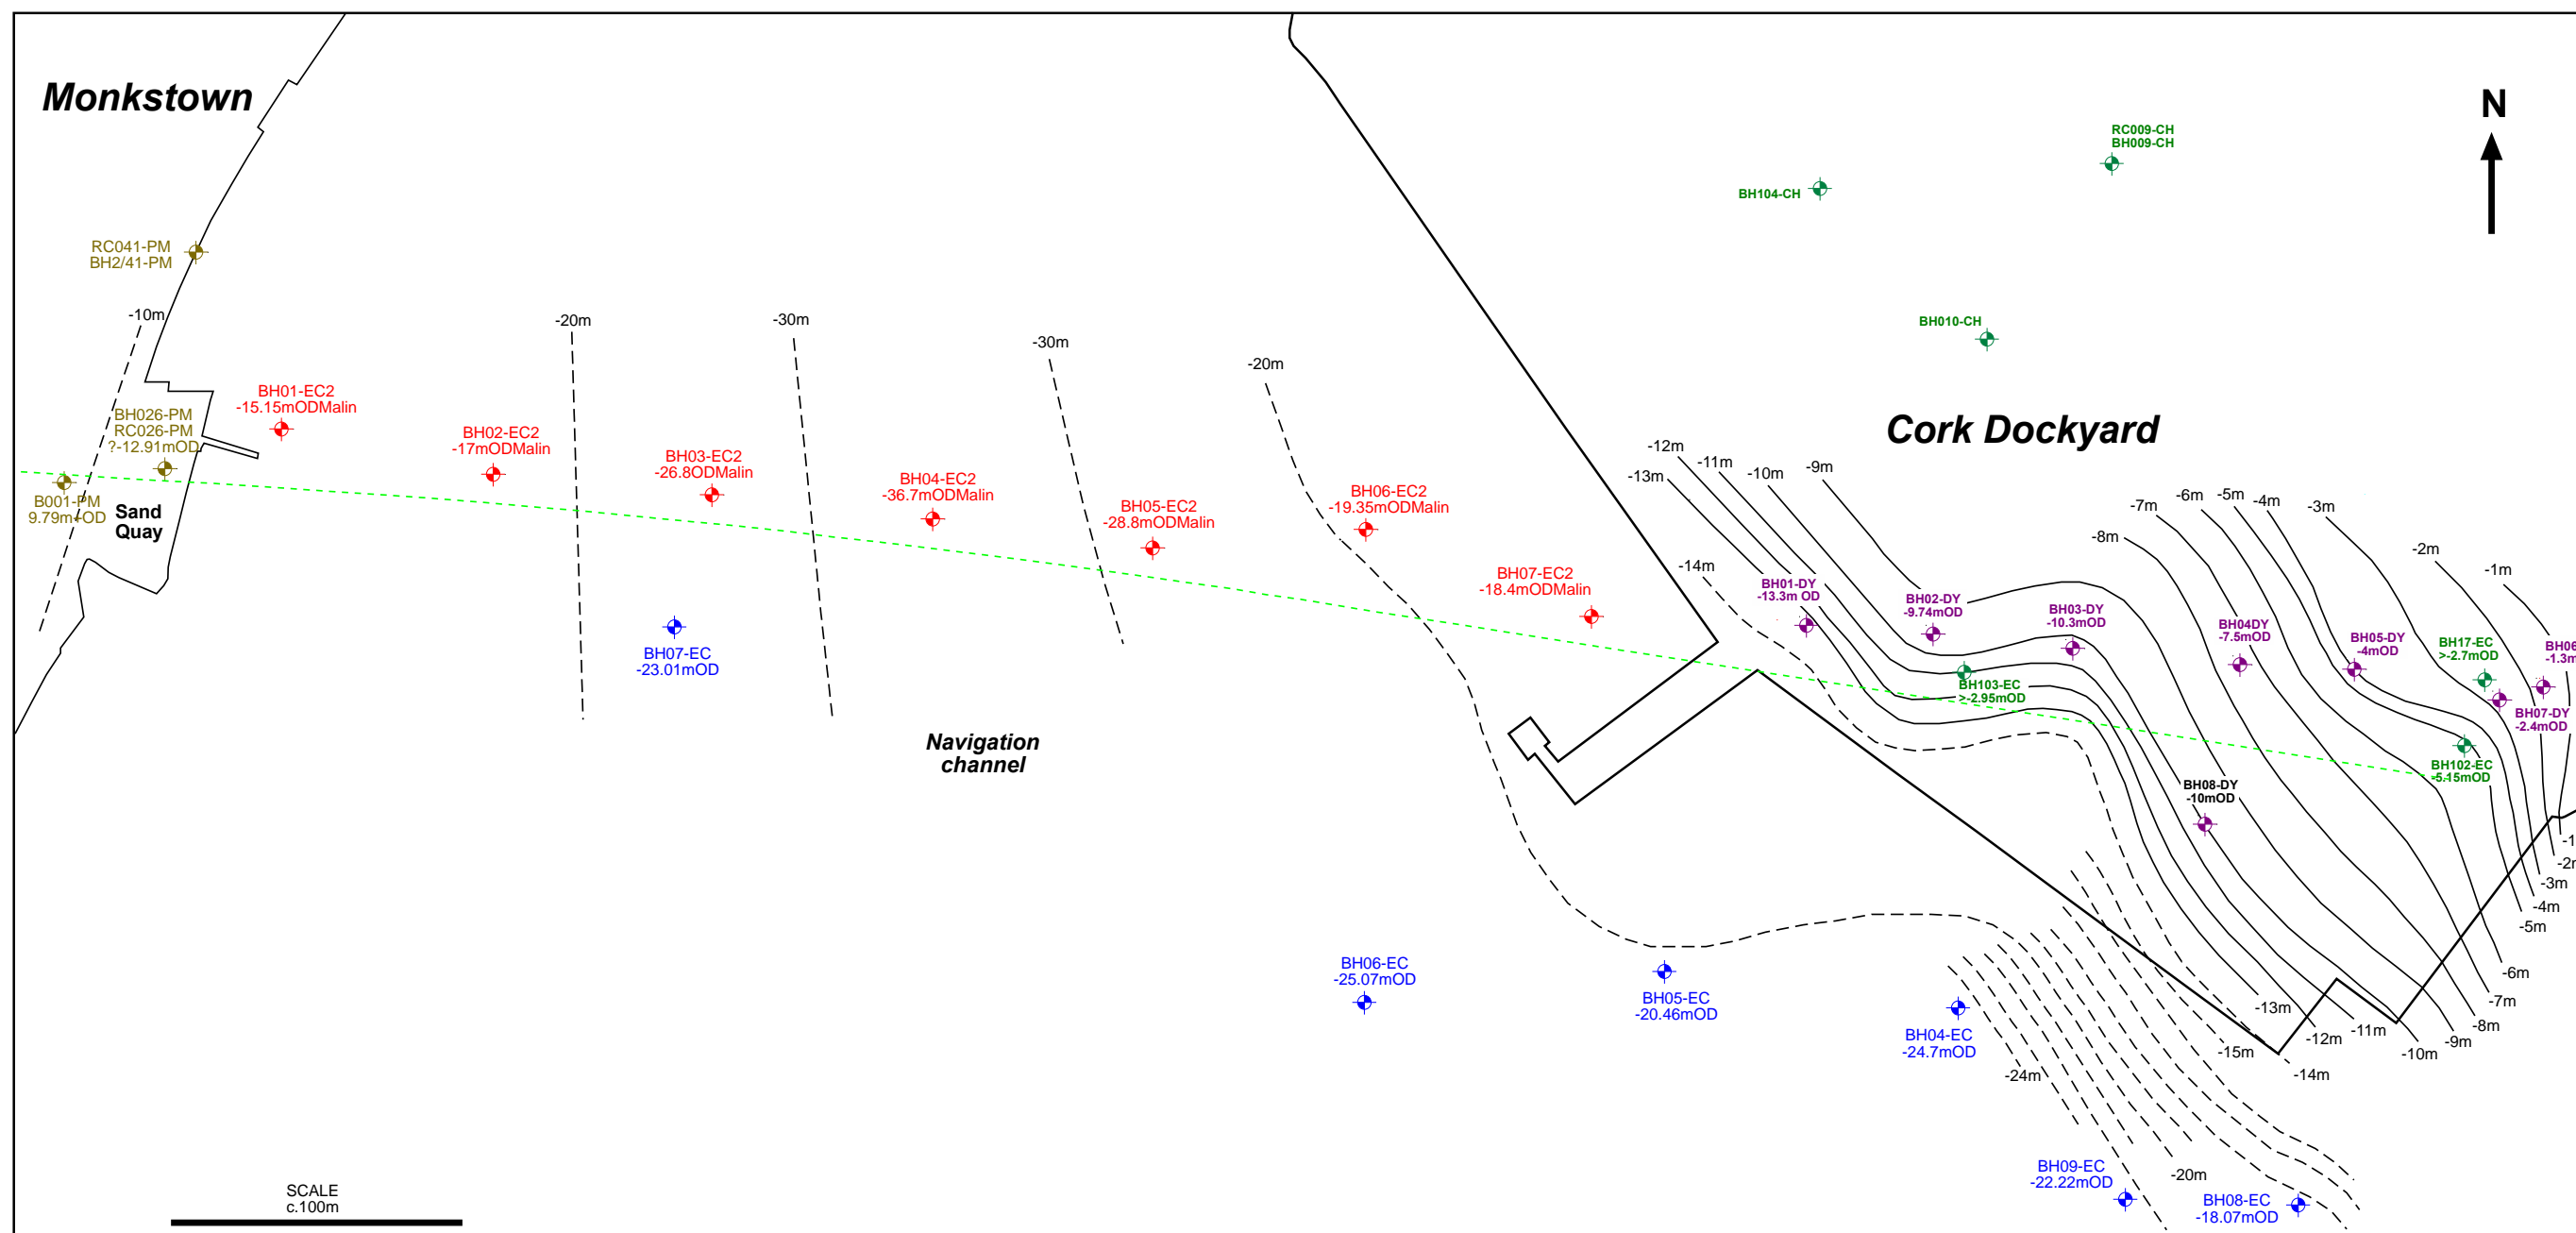 Monkstown
N
RC009-CH
BH009-CH
BH104-CH
RC041-PM
BH2/41-PM
BH010-CH
-10m
-20m
-30m
-30m
-20m
BH01-EC2
-15.15mODMalin
BH026-PM
RC026-PM
?-12.91mOD
B001-PM
9.79m OD
Sand
Quay
BH02-EC2
-17mODMalin
BH03-EC2
-26.8ODMalin
BH04-EC2
-36.7mODMalin
BH05-EC2
-28.8mODMalin
BH06-EC2
-19.35mODMalin
BH07-EC2
-18.4mODMalin
Cork Dockyard
-14m
-13m
-12m
-11m
-10m
-9m
-8m
-7m
-6m
-5m
-4m
-3m
-2m
-1m
BH01-DY
-13.3m OD
BH02-DY
-9.74mOD
BH03-DY
-10.3mOD
BH04DY
-7.5mOD
BH05-DY
-4mOD
BH17-EC
>-2.7mOD
BH06
-1.3m
BH07-DY
-2.4mOD
BH103-EC
>-2.95mOD
BH102-EC
-5.15mOD
BH08-DY
-10mOD
BH07-EC
-23.01mOD
Navigation
channel
BH06-EC
-25.07mOD
BH05-EC
-20.46mOD
BH04-EC
-24.7mOD
-1
-2m
-3m
-4m
-5m
-6m
-7m
-8m
-9m
-10m
-11m
-12m
-13m
-14m
-15m
-24m
-20m
BH09-EC
-22.22mOD
BH08-EC
-18.07mOD
SCALE
c.100m